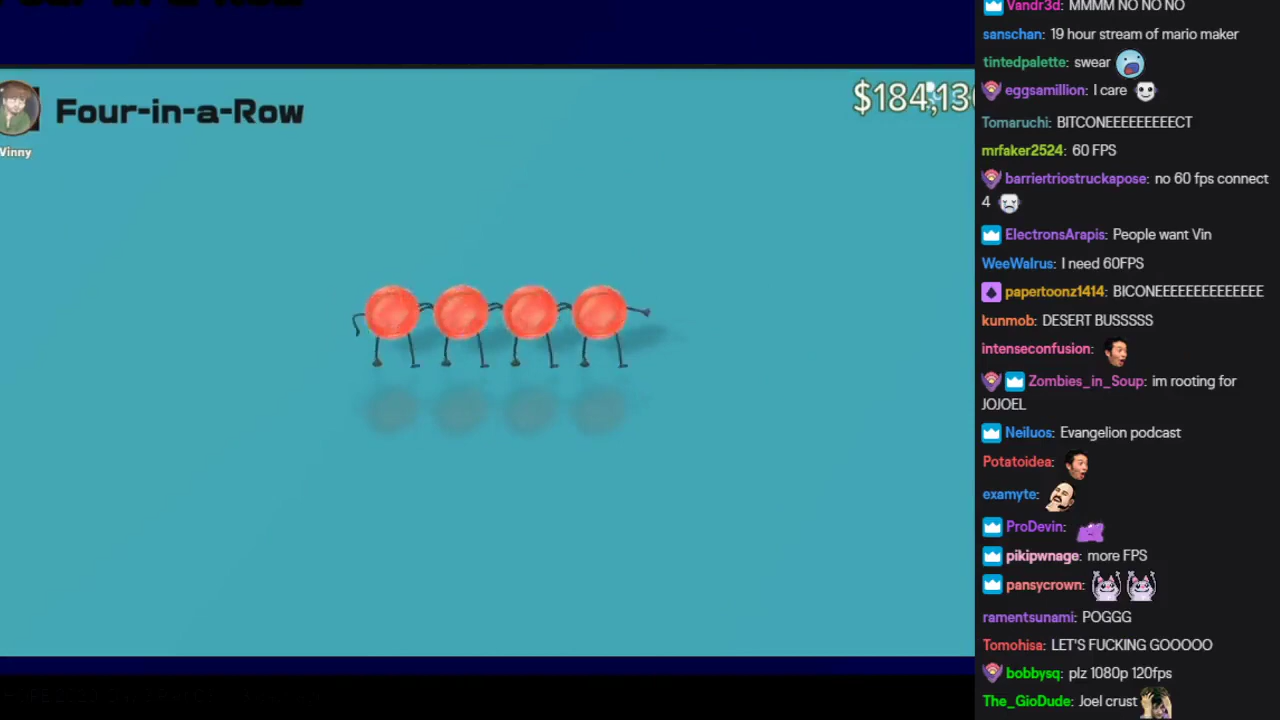 $184,13
Four-in-a-Row
Vinny
Vandr3d: MMMM NO NO NO
sanschan: 19 hour stream of mario maker
tintedpalette: swear
eggsamillion: I care
Tomaruchi: BITCONEEEEEEEEECT
mrfaker2524: 60 FPS
barriertriostruckapose: no 60 fps connect
4
ElectronsArapis: People want Vin
WeeWalrus: I need 60FPS
papertoonz1414: BICONEEEEEEEEEEEEEE
kunmob: DESERT BUSSSSS
intenseconfusion:
Zombies_in_Soup: im rooting for
JOJOEL
Neiluos: Evangelion podcast
Potatoidea:
examyte:
ProDevin:
pikipwnage: more FPS
pansycrown:
ramentsunami: POGGG
Tomohisa: LET'S FUCKING GOOOOO
bobbysq: plz 1080p 120fps
The_GioDude: Joel crust